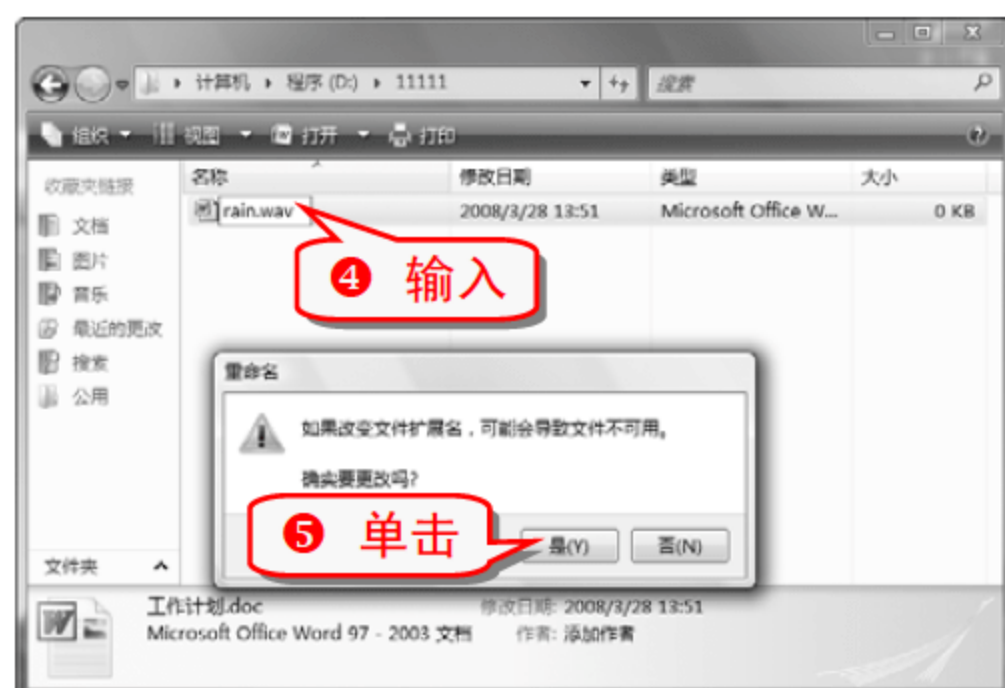 计算机 程序 (D:) 11111 搜索
组织 视图 打开 打印
收藏夹链接 名称 修改日期 类型 大小
rain.wav 2008/3/28 13:51 Microsoft Office W... 0 KB
文档
图片
音乐
最近的更改
搜索
公用
❹ 输入
重命名
如果改变文件扩展名，可能会导致文件不可用。
确实要更改吗?
❺ 单击
是(Y) 否(N)
文件夹
工作计划.doc 修改日期: 2008/3/28 13:51
Microsoft Office Word 97 - 2003 文档 作者: 添加作者